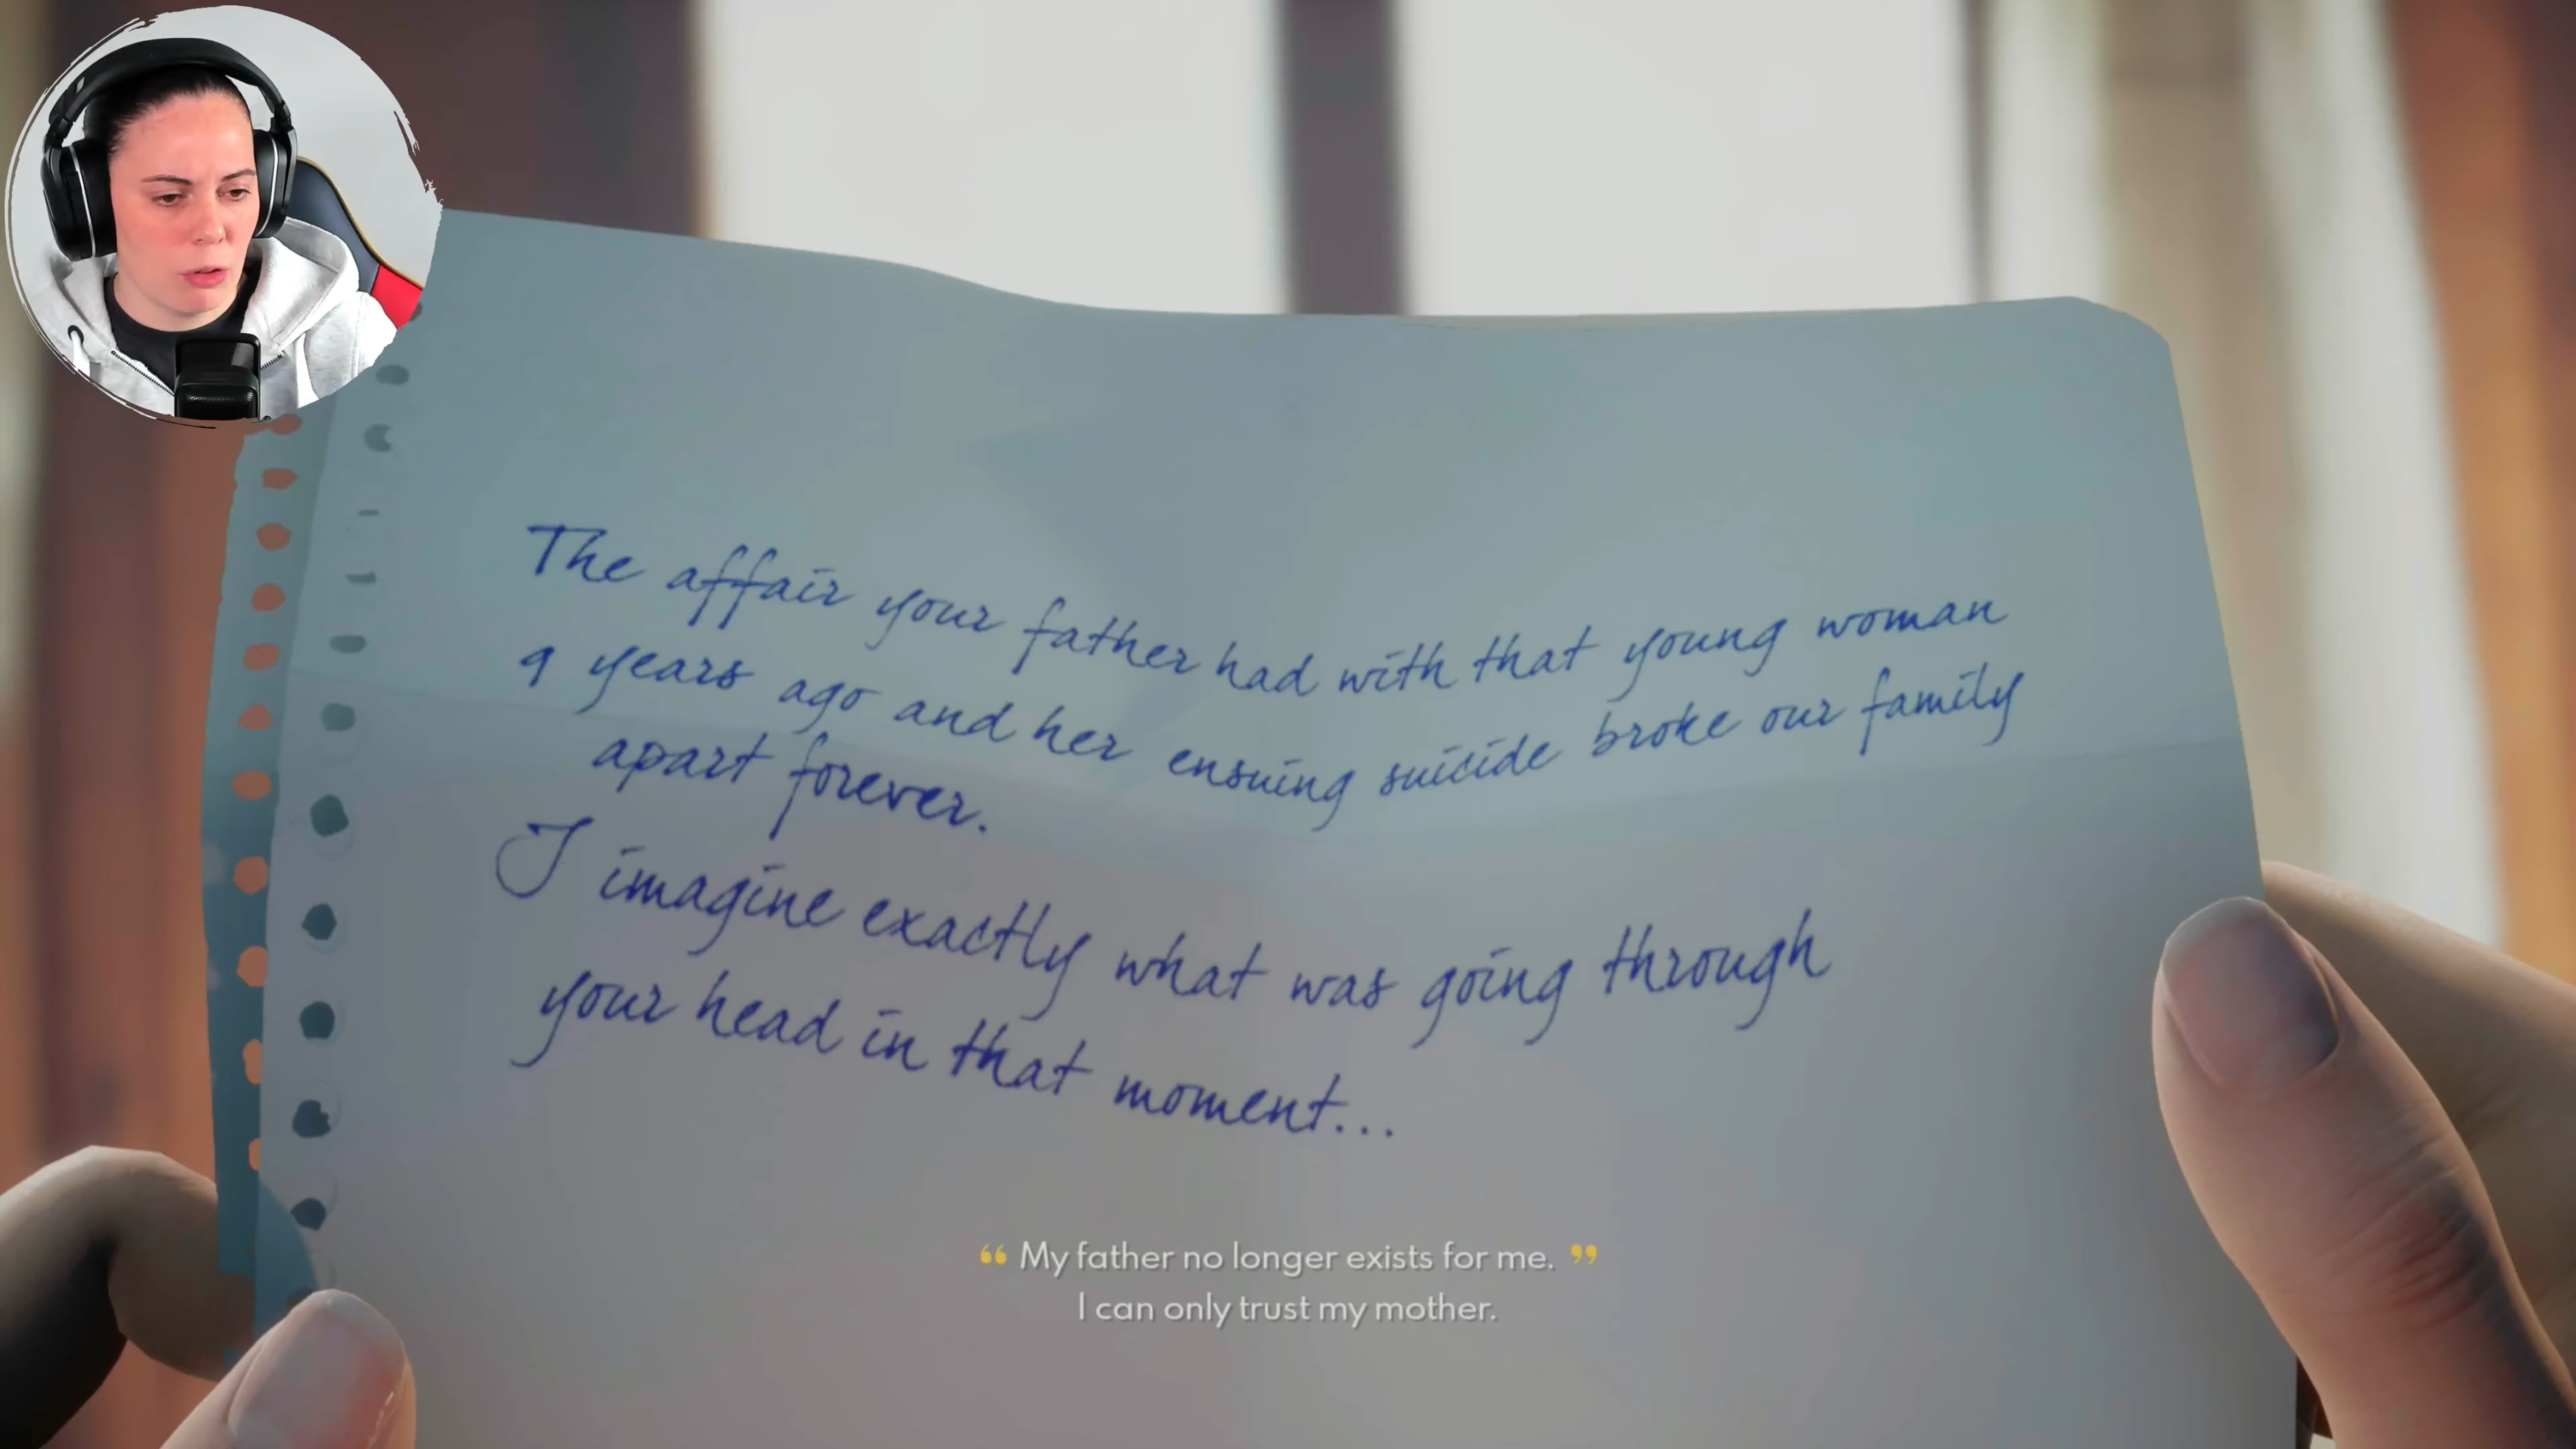 The affair your father had with that young woman
9 years ago and her ensuing suicide broke our family
apart forever.
I imagine exactly what was going through
your head in that moment...
“ My father no longer exists for me. ”
I can only trust my mother.